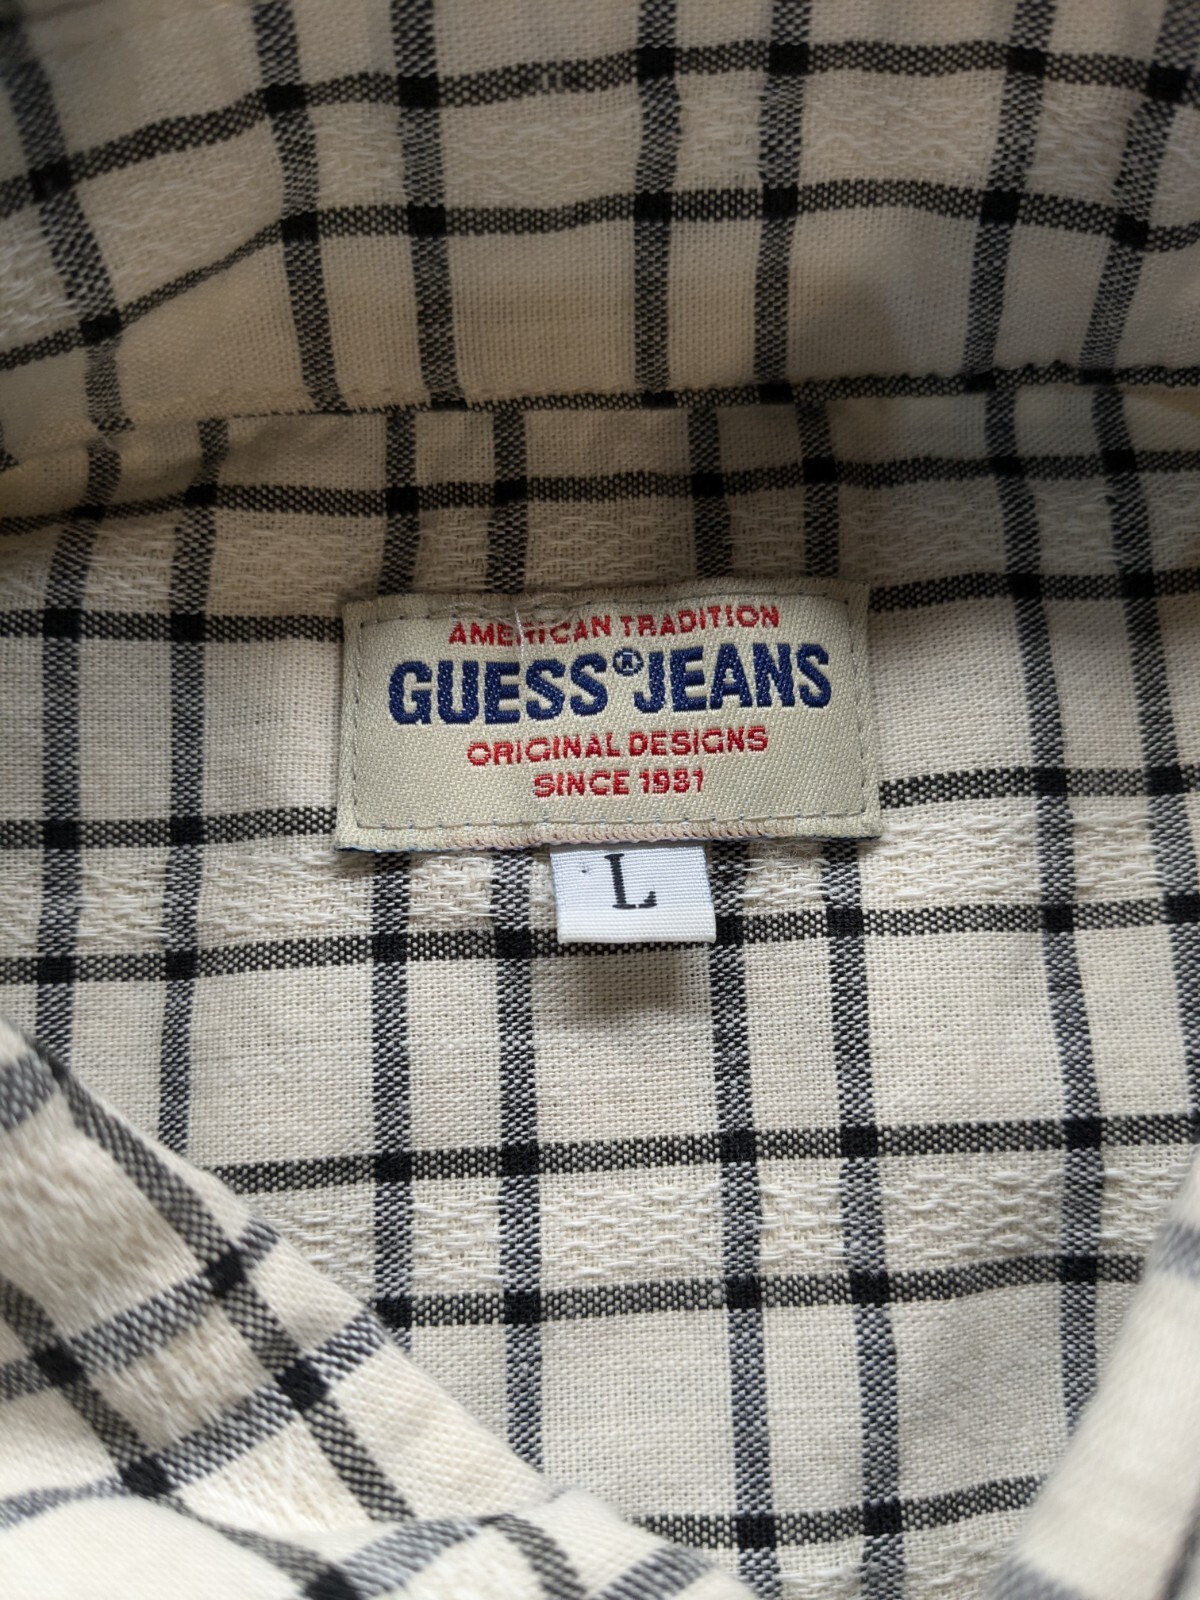 AMERICAN TRADITION
GUESS® JEANS
ORIGINAL DESIGNS
SINCE 1981
L